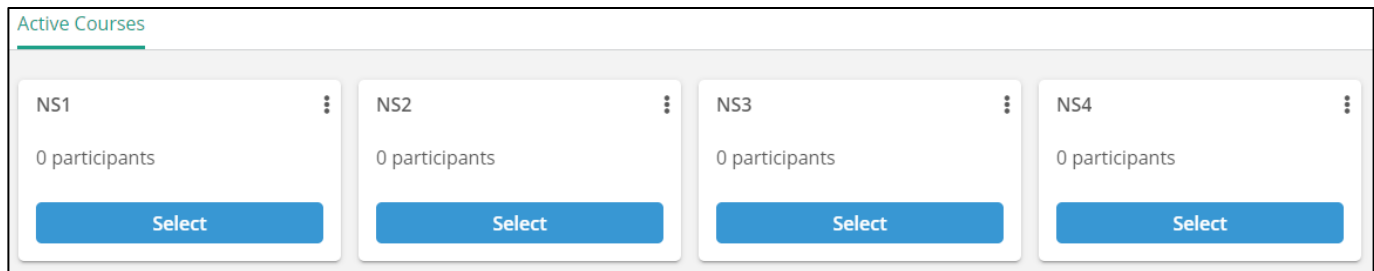 Active Courses
NS1
0 participants
Select
NS2
0 participants
Select
NS3
0 participants
Select
NS4
0 participants
Select